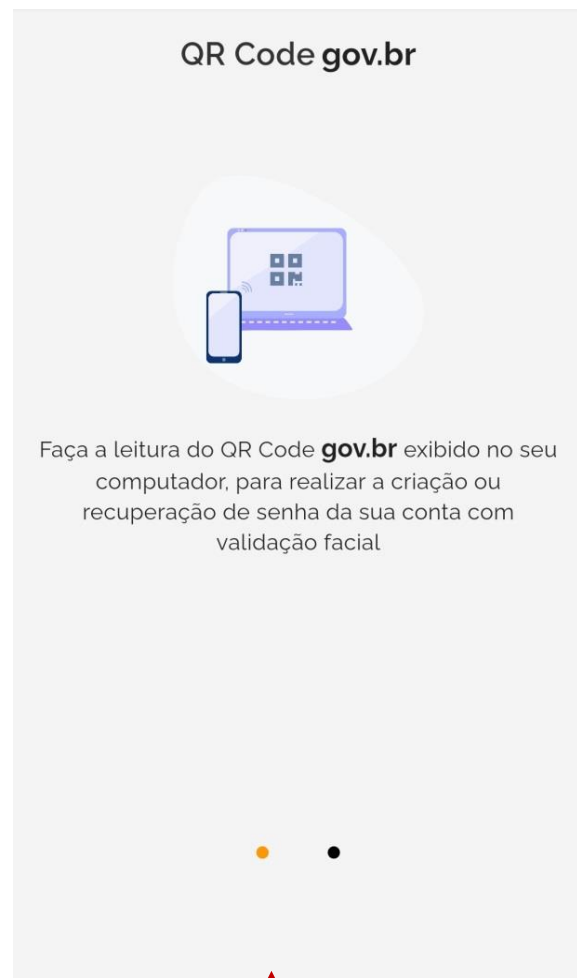 QR Code gov.br
Faça a leitura do QR Code gov.br exibido no seu
computador, para realizar a criação ou
recuperação de senha da sua conta com
validação facial